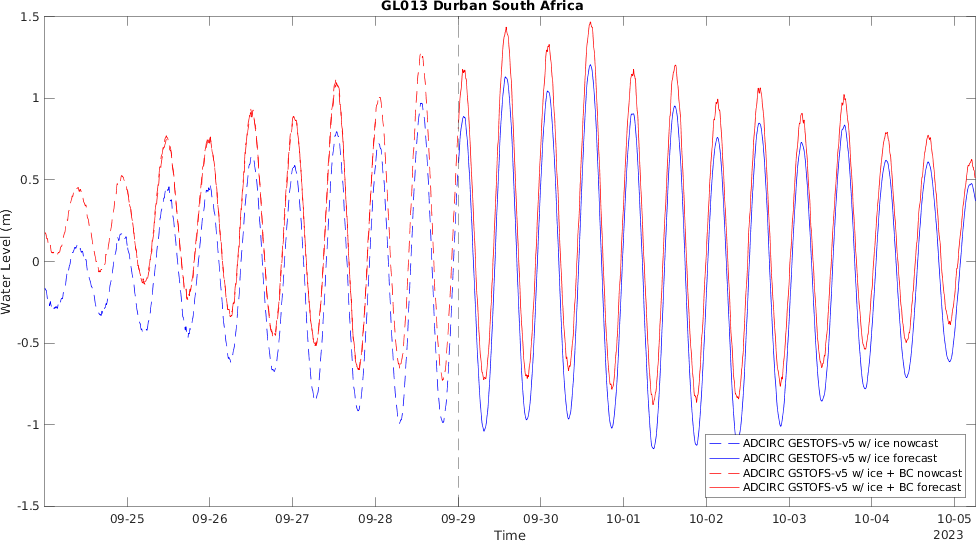 GL013 Durban South Africa
1.5
1
0.5
0
-0.5
-1
-1.5
Water Level (m)
09-25 09-26 09-27 09-28 09-29 09-30 10-01 10-02 10-03 10-04 10-05
Time
2023
ADCIRC GESTOFS-v5 w/ ice nowcast
ADCIRC GESTOFS-v5 w/ ice forecast
ADCIRC GSTOFS-v5 w/ ice + BC nowcast
ADCIRC GSTOFS-v5 w/ ice + BC forecast